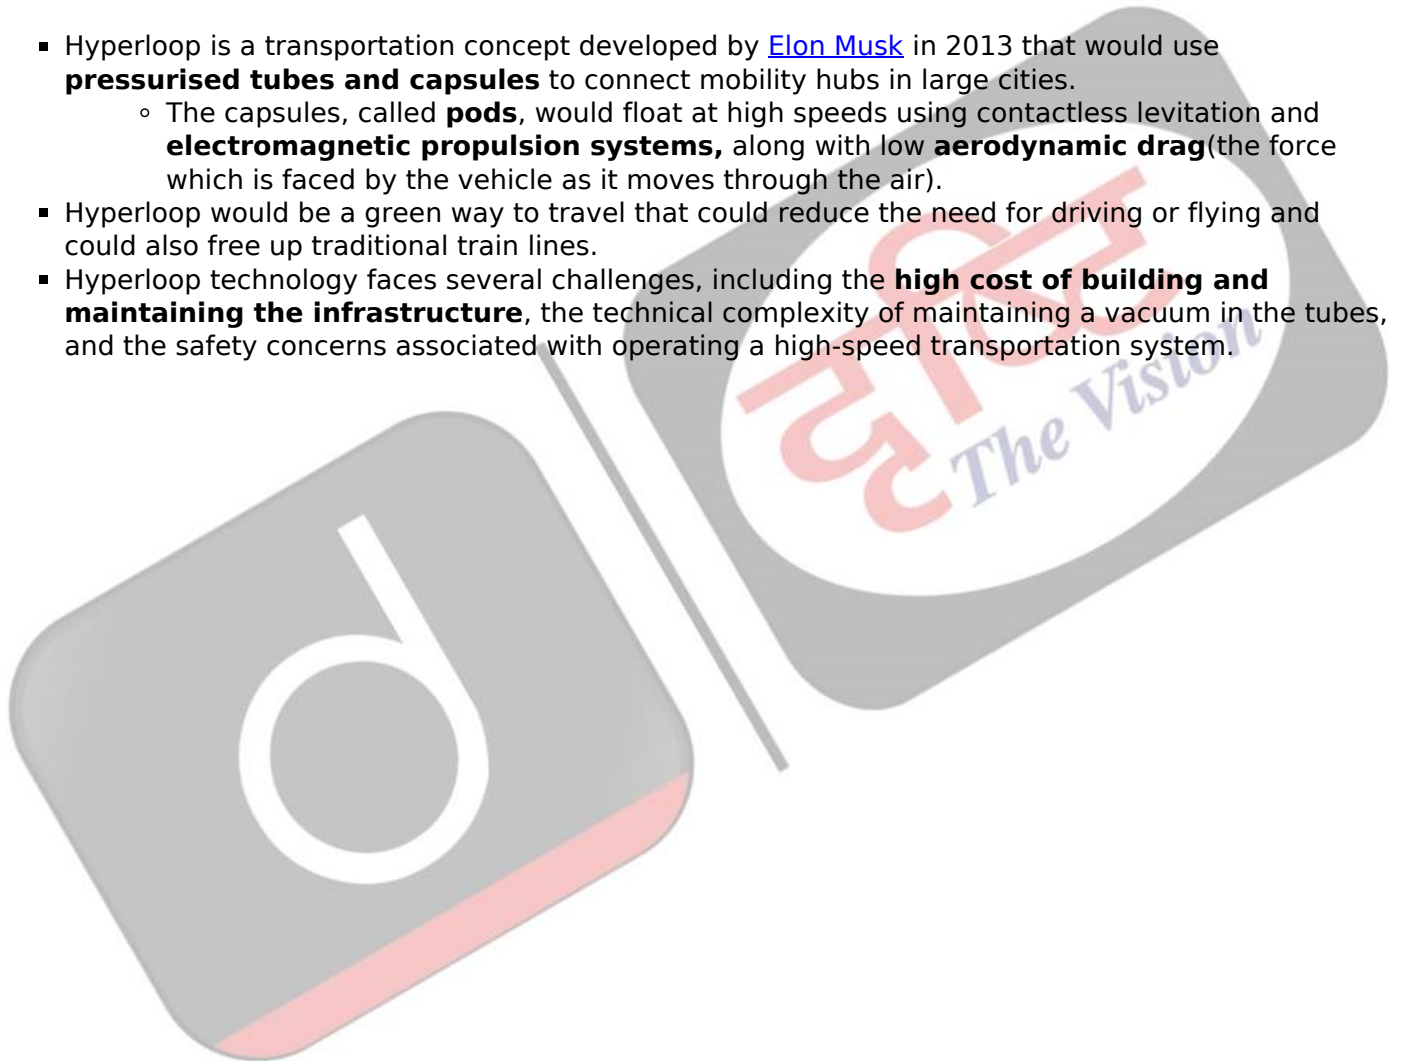 Hyperloop is a transportation concept developed by Elon Musk in 2013 that would use
pressurised tubes and capsules to connect mobility hubs in large cities.
The capsules, called pods, would float at high speeds using contactless levitation and
electromagnetic propulsion systems, along with low aerodynamic drag(the force
which is faced by the vehicle as it moves through the air).
Hyperloop would be a green way to travel that could reduce the need for driving or flying and
could also free up traditional train lines.
Hyperloop technology faces several challenges, including the high cost of building and
maintaining the infrastructure, the technical complexity of maintaining a vacuum in the tubes,
and the safety concerns associated with operating a high-speed transportation system.
दृष्टि
The Vision
d